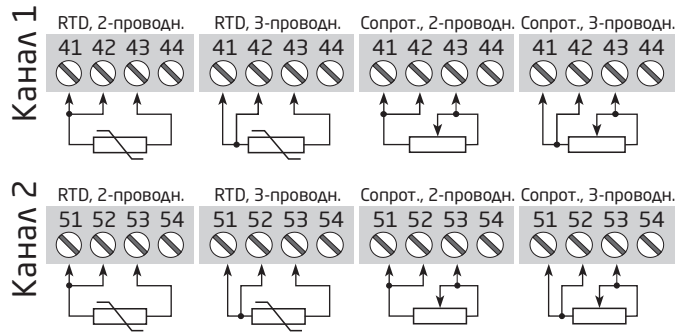 Канал 1
RTD, 2-проводн. RTD, 3-проводн. Сопрот., 2-проводн. Сопрот., 3-проводн.
41 42 43 44 41 42 43 44 41 42 43 44 41 42 43 44
Канал 2
RTD, 2-проводн. RTD, 3-проводн. Сопрот., 2-проводн. Сопрот., 3-проводн.
51 52 53 54 51 52 53 54 51 52 53 54 51 52 53 54